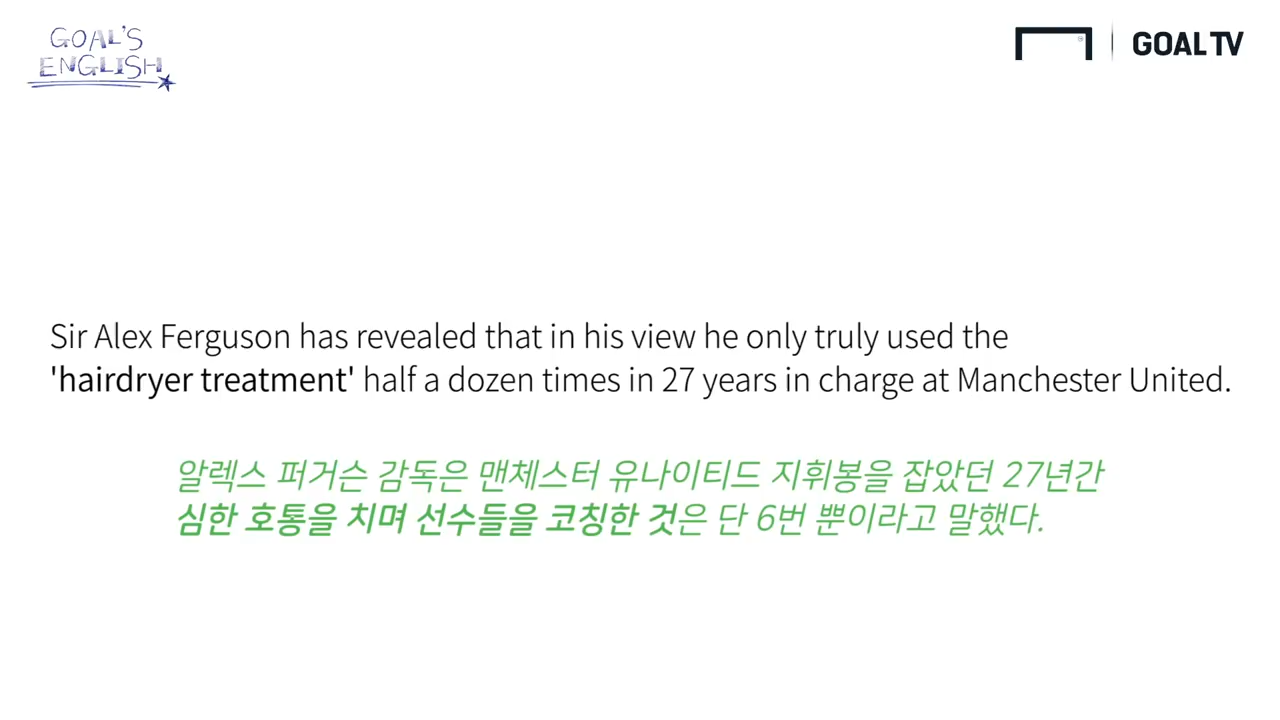 GOAL'S
ENGLISH
GOAL TV
Sir Alex Ferguson has revealed that in his view he only truly used the
'hairdryer treatment' half a dozen times in 27 years in charge at Manchester United.
알렉스 퍼거슨 감독은 맨체스터 유나이티드 지휘봉을 잡았던 27년간
심한 호통을 치며 선수들을 코칭한 것은 단 6번 뿐이라고 말했다.